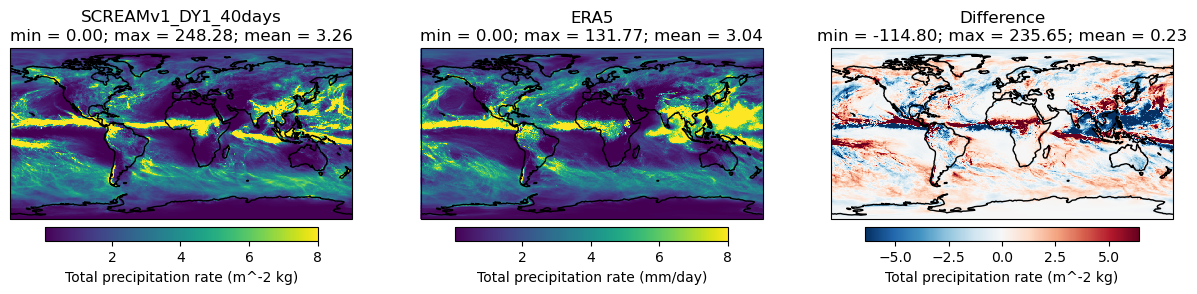 SCREAMv1_DY1_40days
min = 0.00; max = 248.28; mean = 3.26
2 4 6 8
Total precipitation rate (m^-2 kg)
ERA5
min = 0.00; max = 131.77; mean = 3.04
2 4 6 8
Total precipitation rate (mm/day)
Difference
min = -114.80; max = 235.65; mean = 0.23
−5.0 −2.5 0.0 2.5 5.0
Total precipitation rate (m^-2 kg)